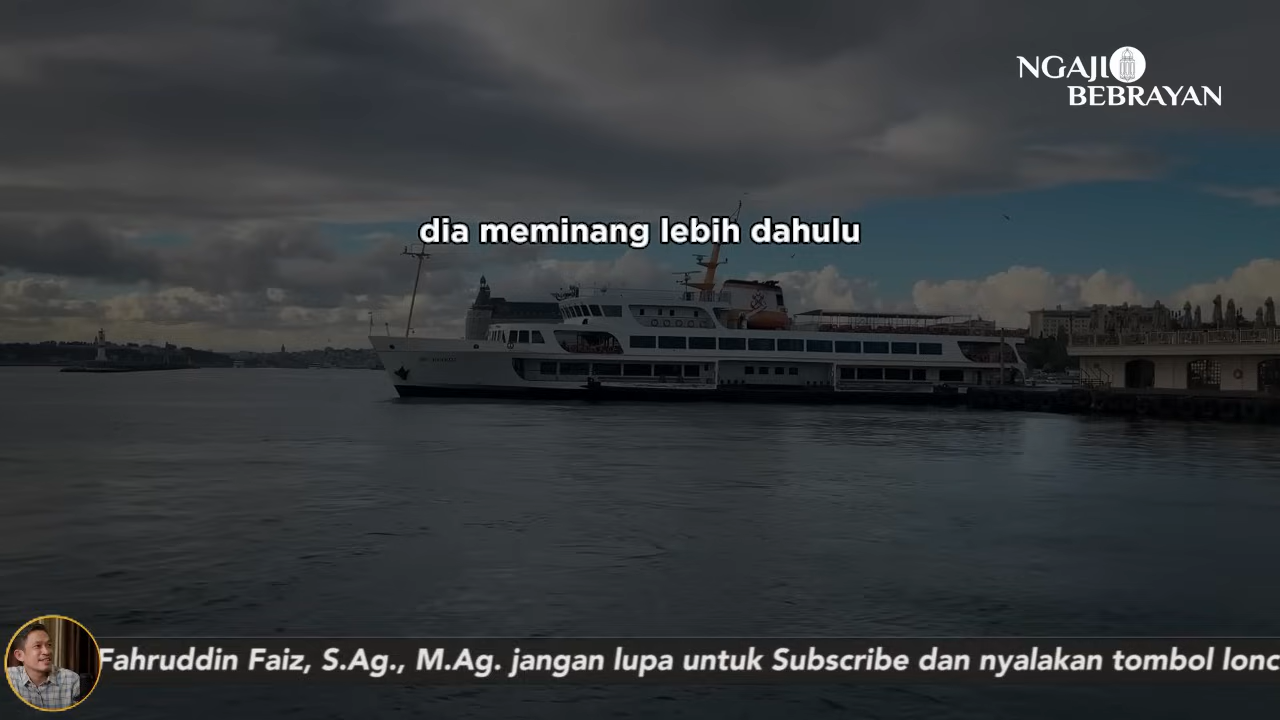 NGAJI
BEBRAYAN
dia meminang lebih dahulu
Fahruddin Faiz, S.Ag., M.Ag. jangan lupa untuk Subscribe dan nyalakan tombol lonc